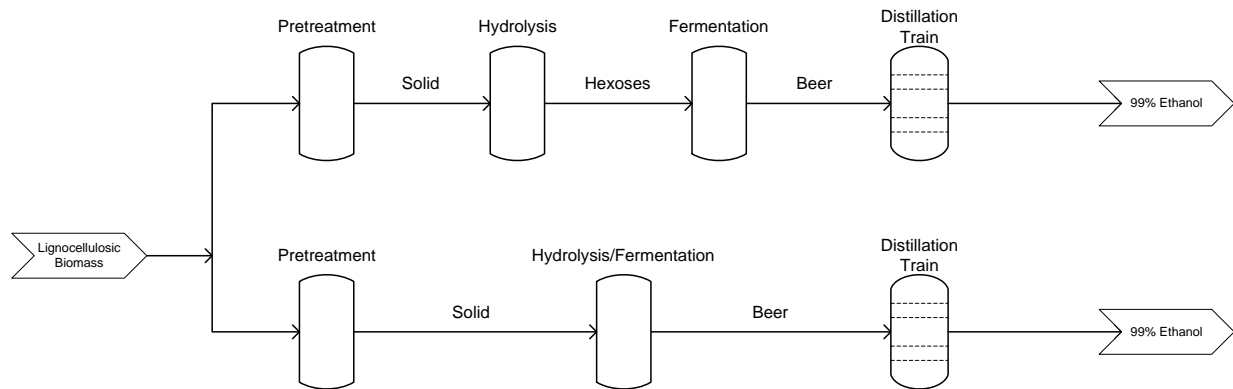 Pretreatment
Hydrolysis
Fermentation
Distillation
Train
Solid
Hexoses
Beer
99% Ethanol
Lignocellulosic
Biomass
Pretreatment
Hydrolysis/Fermentation
Distillation
Train
Solid
Beer
99% Ethanol